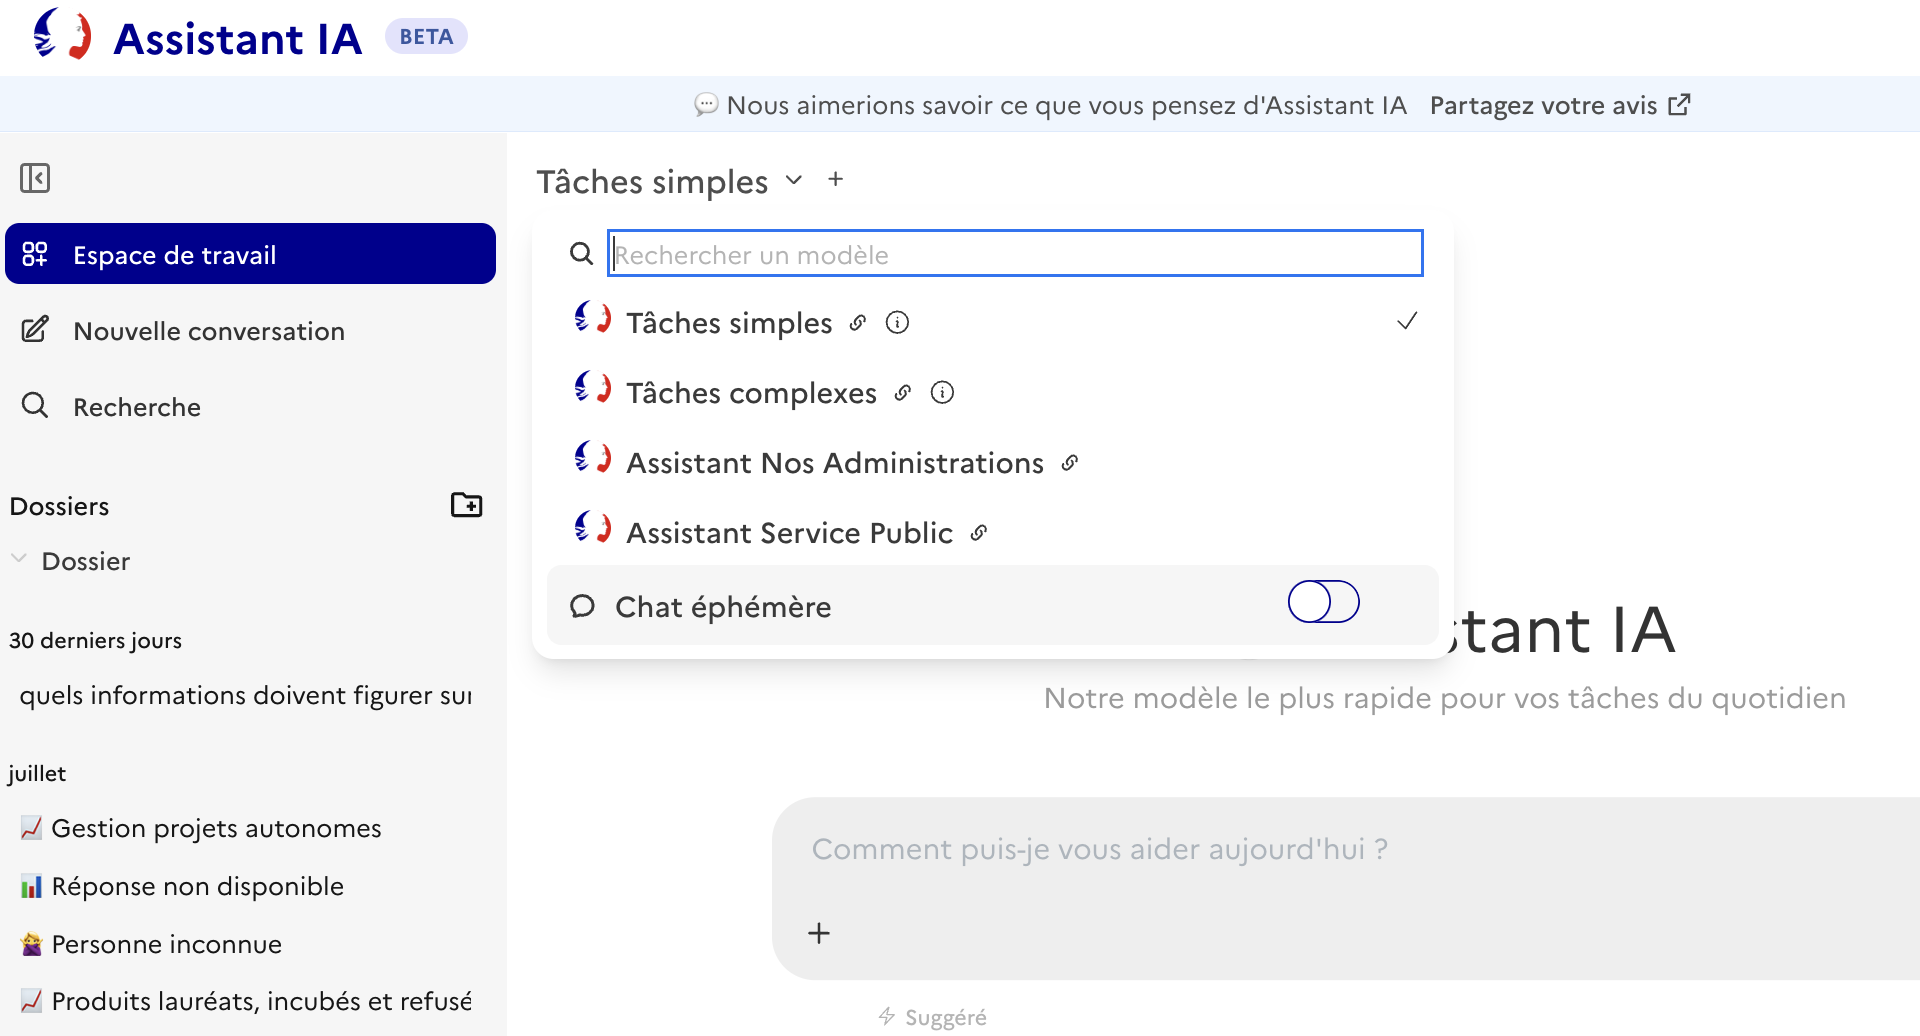 Assistant IA BETA
Nous aimerions savoir ce que vous pensez d'Assistant IA Partagez votre avis
Espace de travail
Nouvelle conversation
Recherche
Dossiers
Dossier
30 derniers jours
quels informations doivent figurer sur
juillet
Gestion projets autonomes
Réponse non disponible
Personne inconnue
Produits lauréats, incubés et refusé
Tâches simples
Rechercher un modèle
Tâches simples
Tâches complexes
Assistant Nos Administrations
Assistant Service Public
Chat éphémère
stant IA
Notre modèle le plus rapide pour vos tâches du quotidien
Comment puis-je vous aider aujourd'hui ?
Suggéré